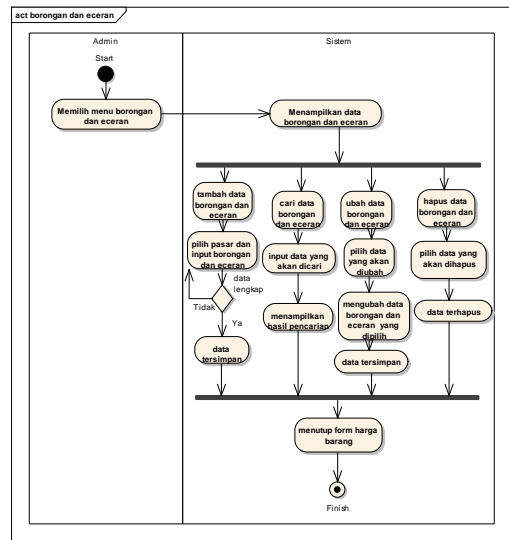 act borongan dan eceran
Admin
Sistem
Start
Memilih menu borongan
dan eceran
Menampilkan data
borongan dan eceran
tambah data
borongan dan
eceran
cari data
borongan
dan eceran
ubah data
borongan
dan eceran
hapus data
borongan dan
eceran
pilih pasar dan
input borongan
dan eceran
input data yang
akan dicari
pilih data
yang akan
diubah
pilih data yang
akan dihapus
data
lengkap
Tidak
Ya
menampilkan
hasil pencarian
mengubah data
borongan dan
eceran yang
dipilih
data terhapus
data
tersimpan
data tersimpan
menutup form harga
barang
Finish